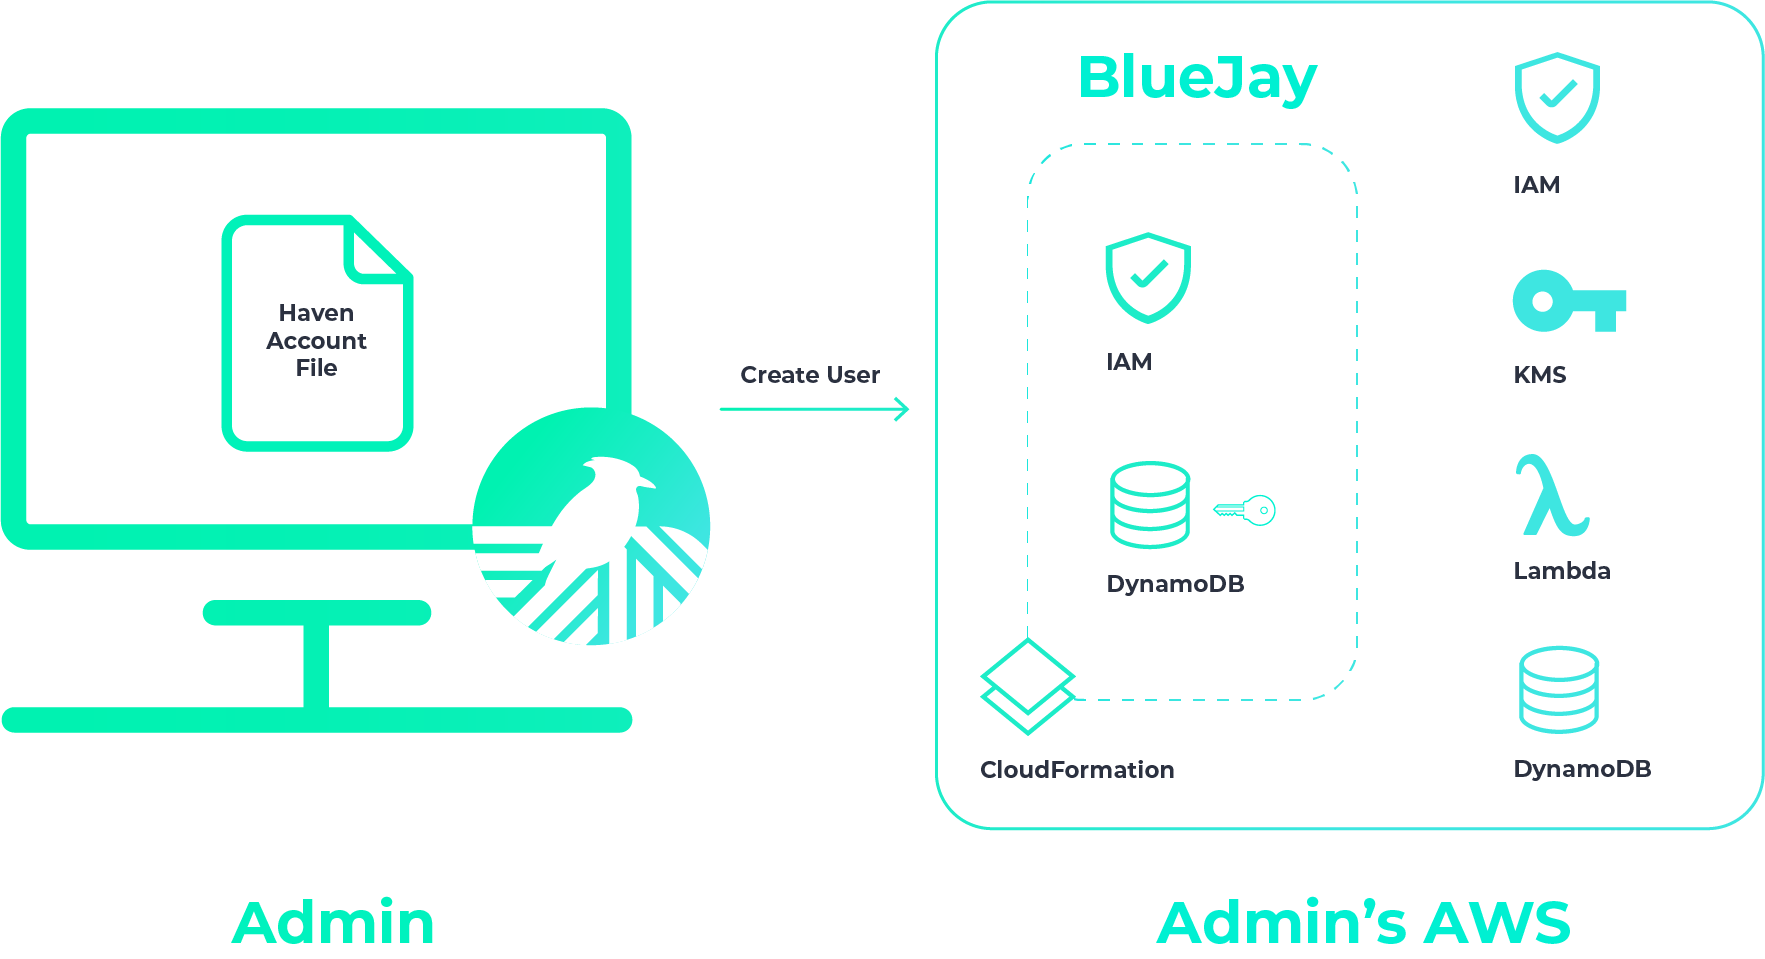 Haven
Account
File
Create User
BlueJay
IAM
DynamoDB
CloudFormation
IAM
KMS
Lambda
DynamoDB
Admin
Admin’s AWS